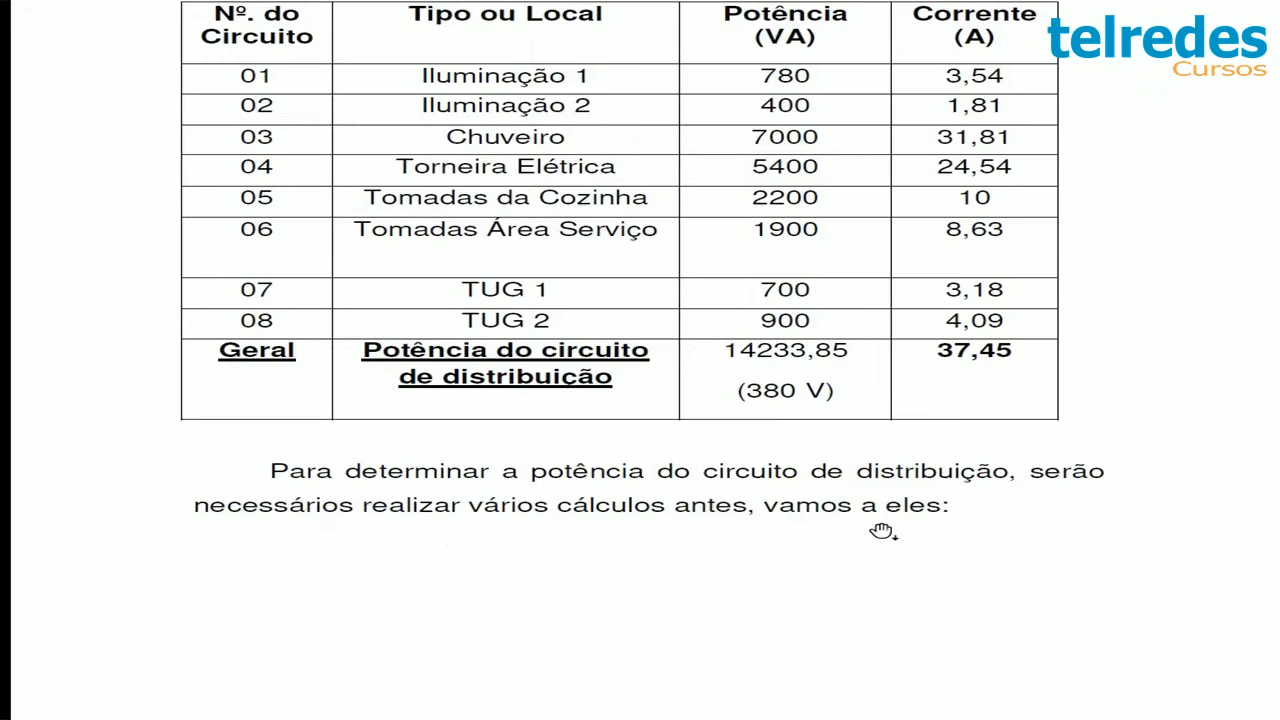 Nº. do Circuito Tipo ou Local Potência (VA) Corrente (A)
telredes
Cursos
01 Iluminação 1 780 3,54
02 Iluminação 2 400 1,81
03 Chuveiro 7000 31,81
04 Torneira Elétrica 5400 24,54
05 Tomadas da Cozinha 2200 10
06 Tomadas Área Serviço 1900 8,63
07 TUG 1 700 3,18
08 TUG 2 900 4,09
Geral Potência do circuito 14233,85 37,45
de distribuição (380 V)
Para determinar a potência do circuito de distribuição, serão
necessários realizar vários cálculos antes, vamos a eles: